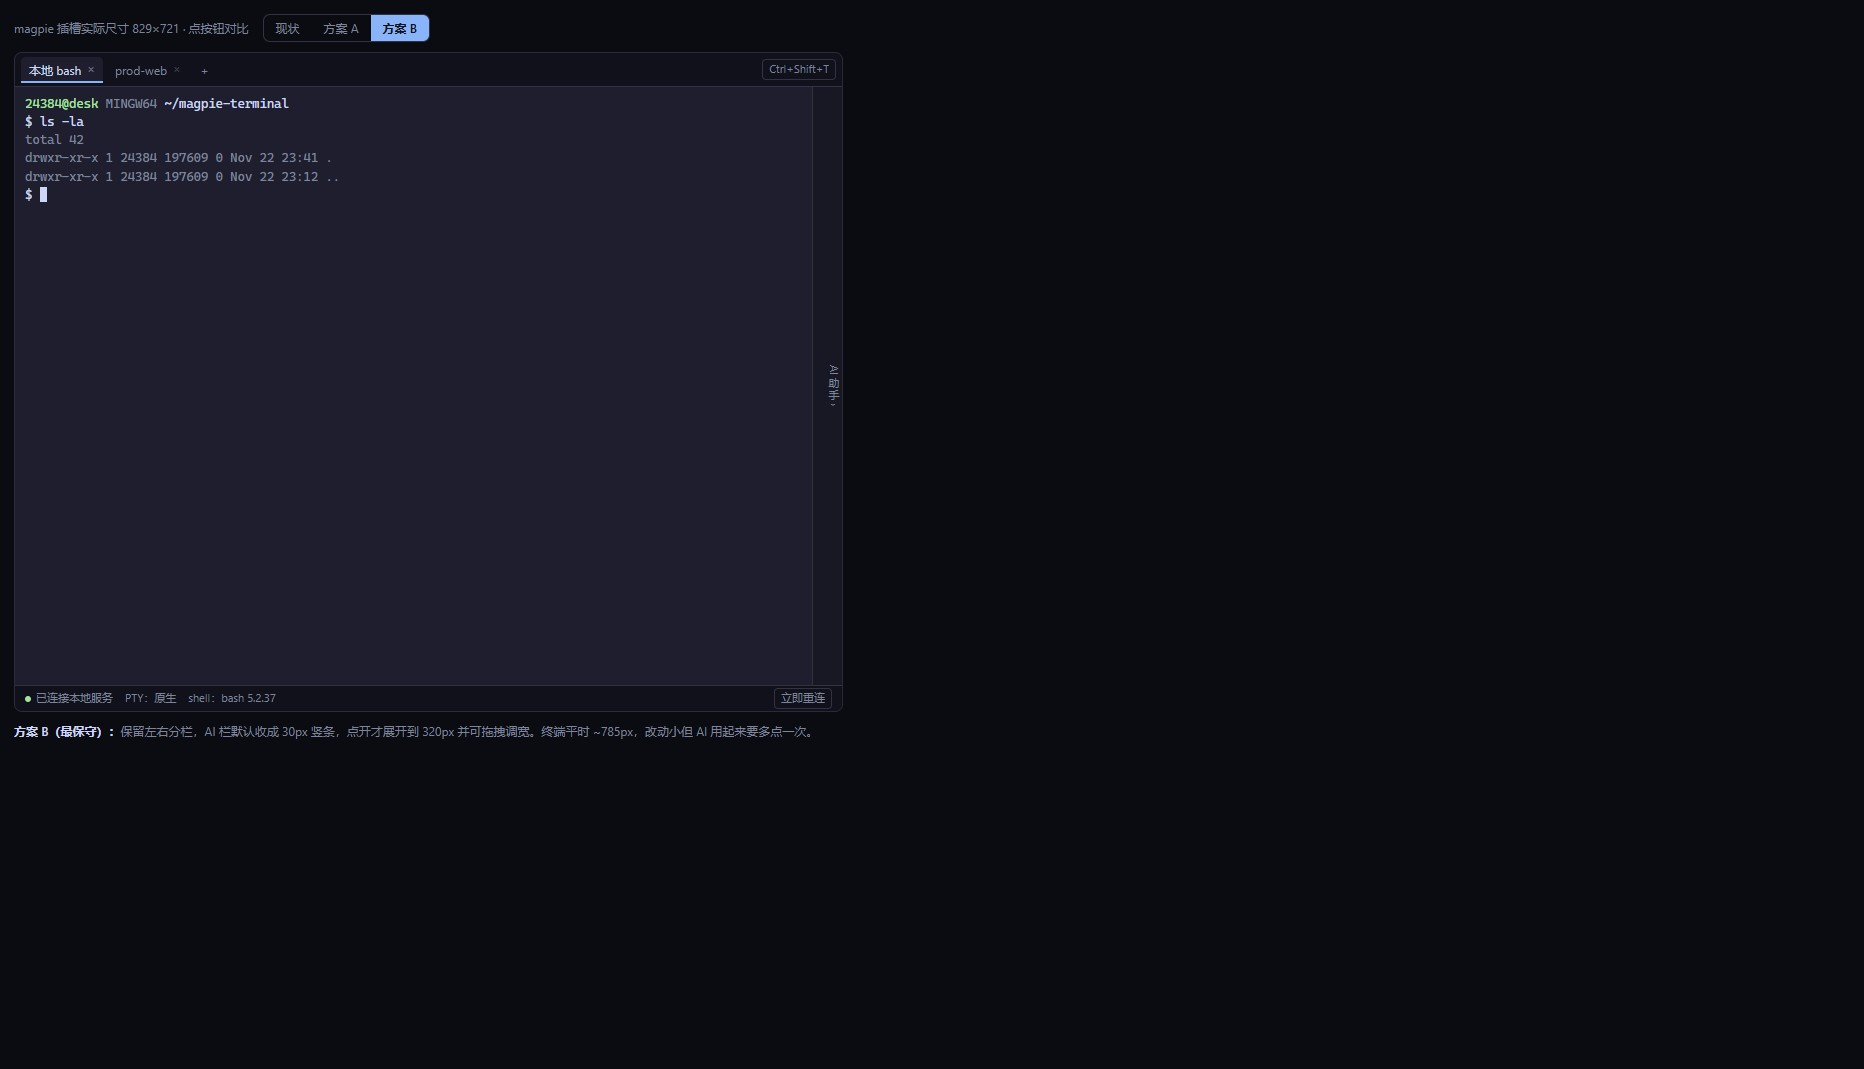 magpie 插槽实际尺寸 829×721 · 点按钮对比 现状 方案 A 方案 B
本地 bash × prod-web × + Ctrl+Shift+T
24384@desk MINGW64 ~/magpie-terminal
$ ls -la
total 42
drwxr-xr-x 1 24384 197609 0 Nov 22 23:41 .
drwxr-xr-x 1 24384 197609 0 Nov 22 23:12 ..
$
AI 助手
已连接本地服务 PTY：原生 shell：bash 5.2.37 立即重连
方案 B（最保守）：保留左右分栏，AI 栏默认收成 30px 竖条，点开才展开到 320px 并可拖拽调宽。终端平时 ~785px，改动小但 AI 用起来要多点一次。